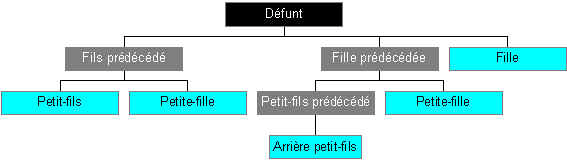 Défunt
Fils prédécédé
Fille prédécédée
Fille
Petit-fils
Petite-fille
Petit-fils prédécédé
Petite-fille
Arrière petit-fils